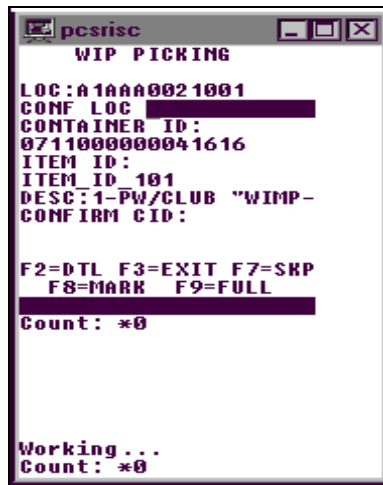 pcsrisc
WIP PICKING
LOC:A1AAA0021001
CONF LOC
CONTAINER ID:
0711000000041616
ITEM ID:
ITEM_ID_101
DESC:1-PW/CLUB "WIMP-
CONFIRM CID:
F2=DTL F3=EXIT F7=SKP
F8=MARK F9=FULL
Count: *0
Working...
Count: *0